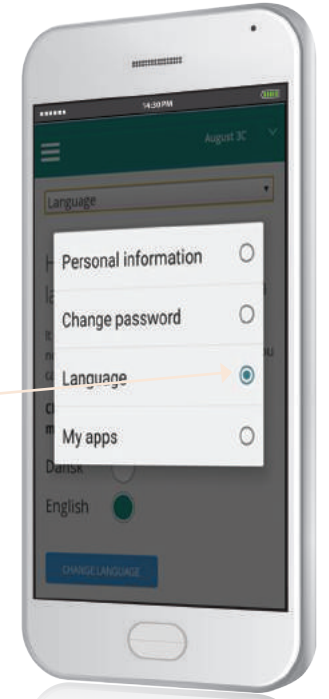 14:30 PM
August 3C
Language
Personal information
Change password
Language
My apps
Dansk
English
CHANGE LANGUAGE